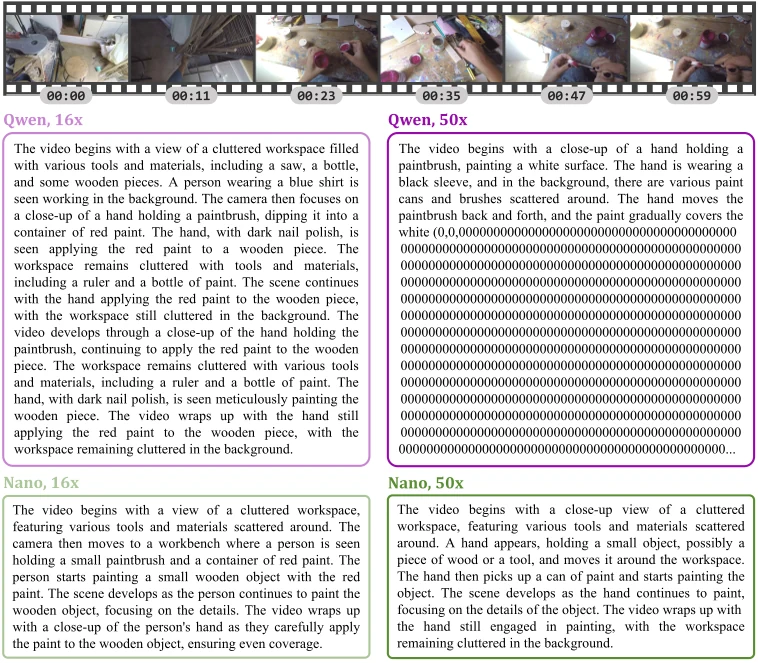 00:00 00:11 00:23 00:35 00:47 00:59
Qwen, 16x
The video begins with a view of a cluttered workspace filled
with various tools and materials, including a saw, a bottle,
and some wooden pieces. A person wearing a blue shirt is
seen working in the background. The camera then focuses on
a close-up of a hand holding a paintbrush, dipping it into a
container of red paint. The hand, with dark nail polish, is
seen applying the red paint to a wooden piece. The
workspace remains cluttered with tools and materials,
including a ruler and a bottle of paint. The scene continues
with the hand applying the red paint to the wooden piece,
with the workspace still cluttered in the background. The
video develops through a close-up of the hand holding the
paintbrush, continuing to apply the red paint to the wooden
piece. The workspace remains cluttered with various tools
and materials, including a ruler and a bottle of paint. The
hand, with dark nail polish, is seen meticulously painting the
wooden piece. The video wraps up with the hand still
applying the red paint to the wooden piece, with the
workspace remaining cluttered in the background.
Qwen, 50x
The video begins with a close-up of a hand holding a
paintbrush, painting a white surface. The hand is wearing a
black sleeve, and in the background, there are various paint
cans and brushes scattered around. The hand moves the
paintbrush back and forth, and the paint gradually covers the
white (0,0,000000000000000000000000000000000000000
00000000000000000000000000000000000000000000000
00000000000000000000000000000000000000000000000
00000000000000000000000000000000000000000000000
00000000000000000000000000000000000000000000000
00000000000000000000000000000000000000000000000
00000000000000000000000000000000000000000000000
00000000000000000000000000000000000000000000000
00000000000000000000000000000000000000000000000
00000000000000000000000000000000000000000000000
00000000000000000000000000000000000000000000000
00000000000000000000000000000000000000000000000
00000000000000000000000000000000000000000000000
000000000000000000000000000000000000000000000...
Nano, 16x
The video begins with a view of a cluttered workspace,
featuring various tools and materials scattered around. The
camera then moves to a workbench where a person is seen
holding a small paintbrush and a container of red paint. The
person starts painting a small wooden object with the red
paint. The scene develops as the person continues to paint the
wooden object, focusing on the details. The video wraps up
with a close-up of the person's hand as they carefully apply
the paint to the wooden object, ensuring even coverage.
Nano, 50x
The video begins with a close-up view of a cluttered
workspace, featuring various tools and materials scattered
around. A hand appears, holding a small object, possibly a
piece of wood or a tool, and moves it around the workspace.
The hand then picks up a can of paint and starts painting the
object. The scene develops as the hand continues to paint,
focusing on the details of the object. The video wraps up with
the hand still engaged in painting, with the workspace
remaining cluttered in the background.